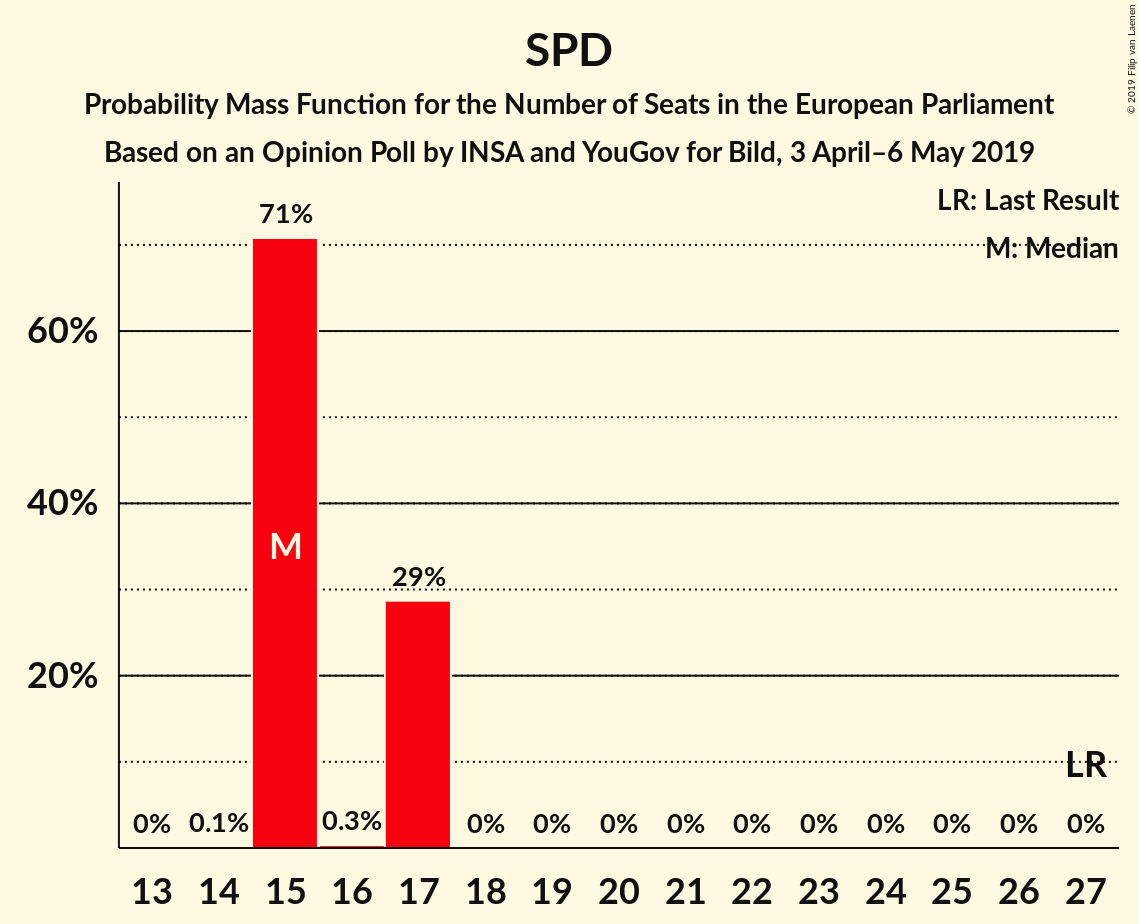 SPD
Probability Mass Function for the Number of Seats in the European Parliament
Based on an Opinion Poll by INSA and YouGov for Bild, 3 April–6 May 2019
© 2019 Filip van Laenen
LR: Last Result
M: Median
71%
60%
40%
M
29%
20%
LR
0% 0.1% 0.3% 0% 0% 0% 0% 0% 0% 0% 0% 0% 0%
13 14 15 16 17 18 19 20 21 22 23 24 25 26 27